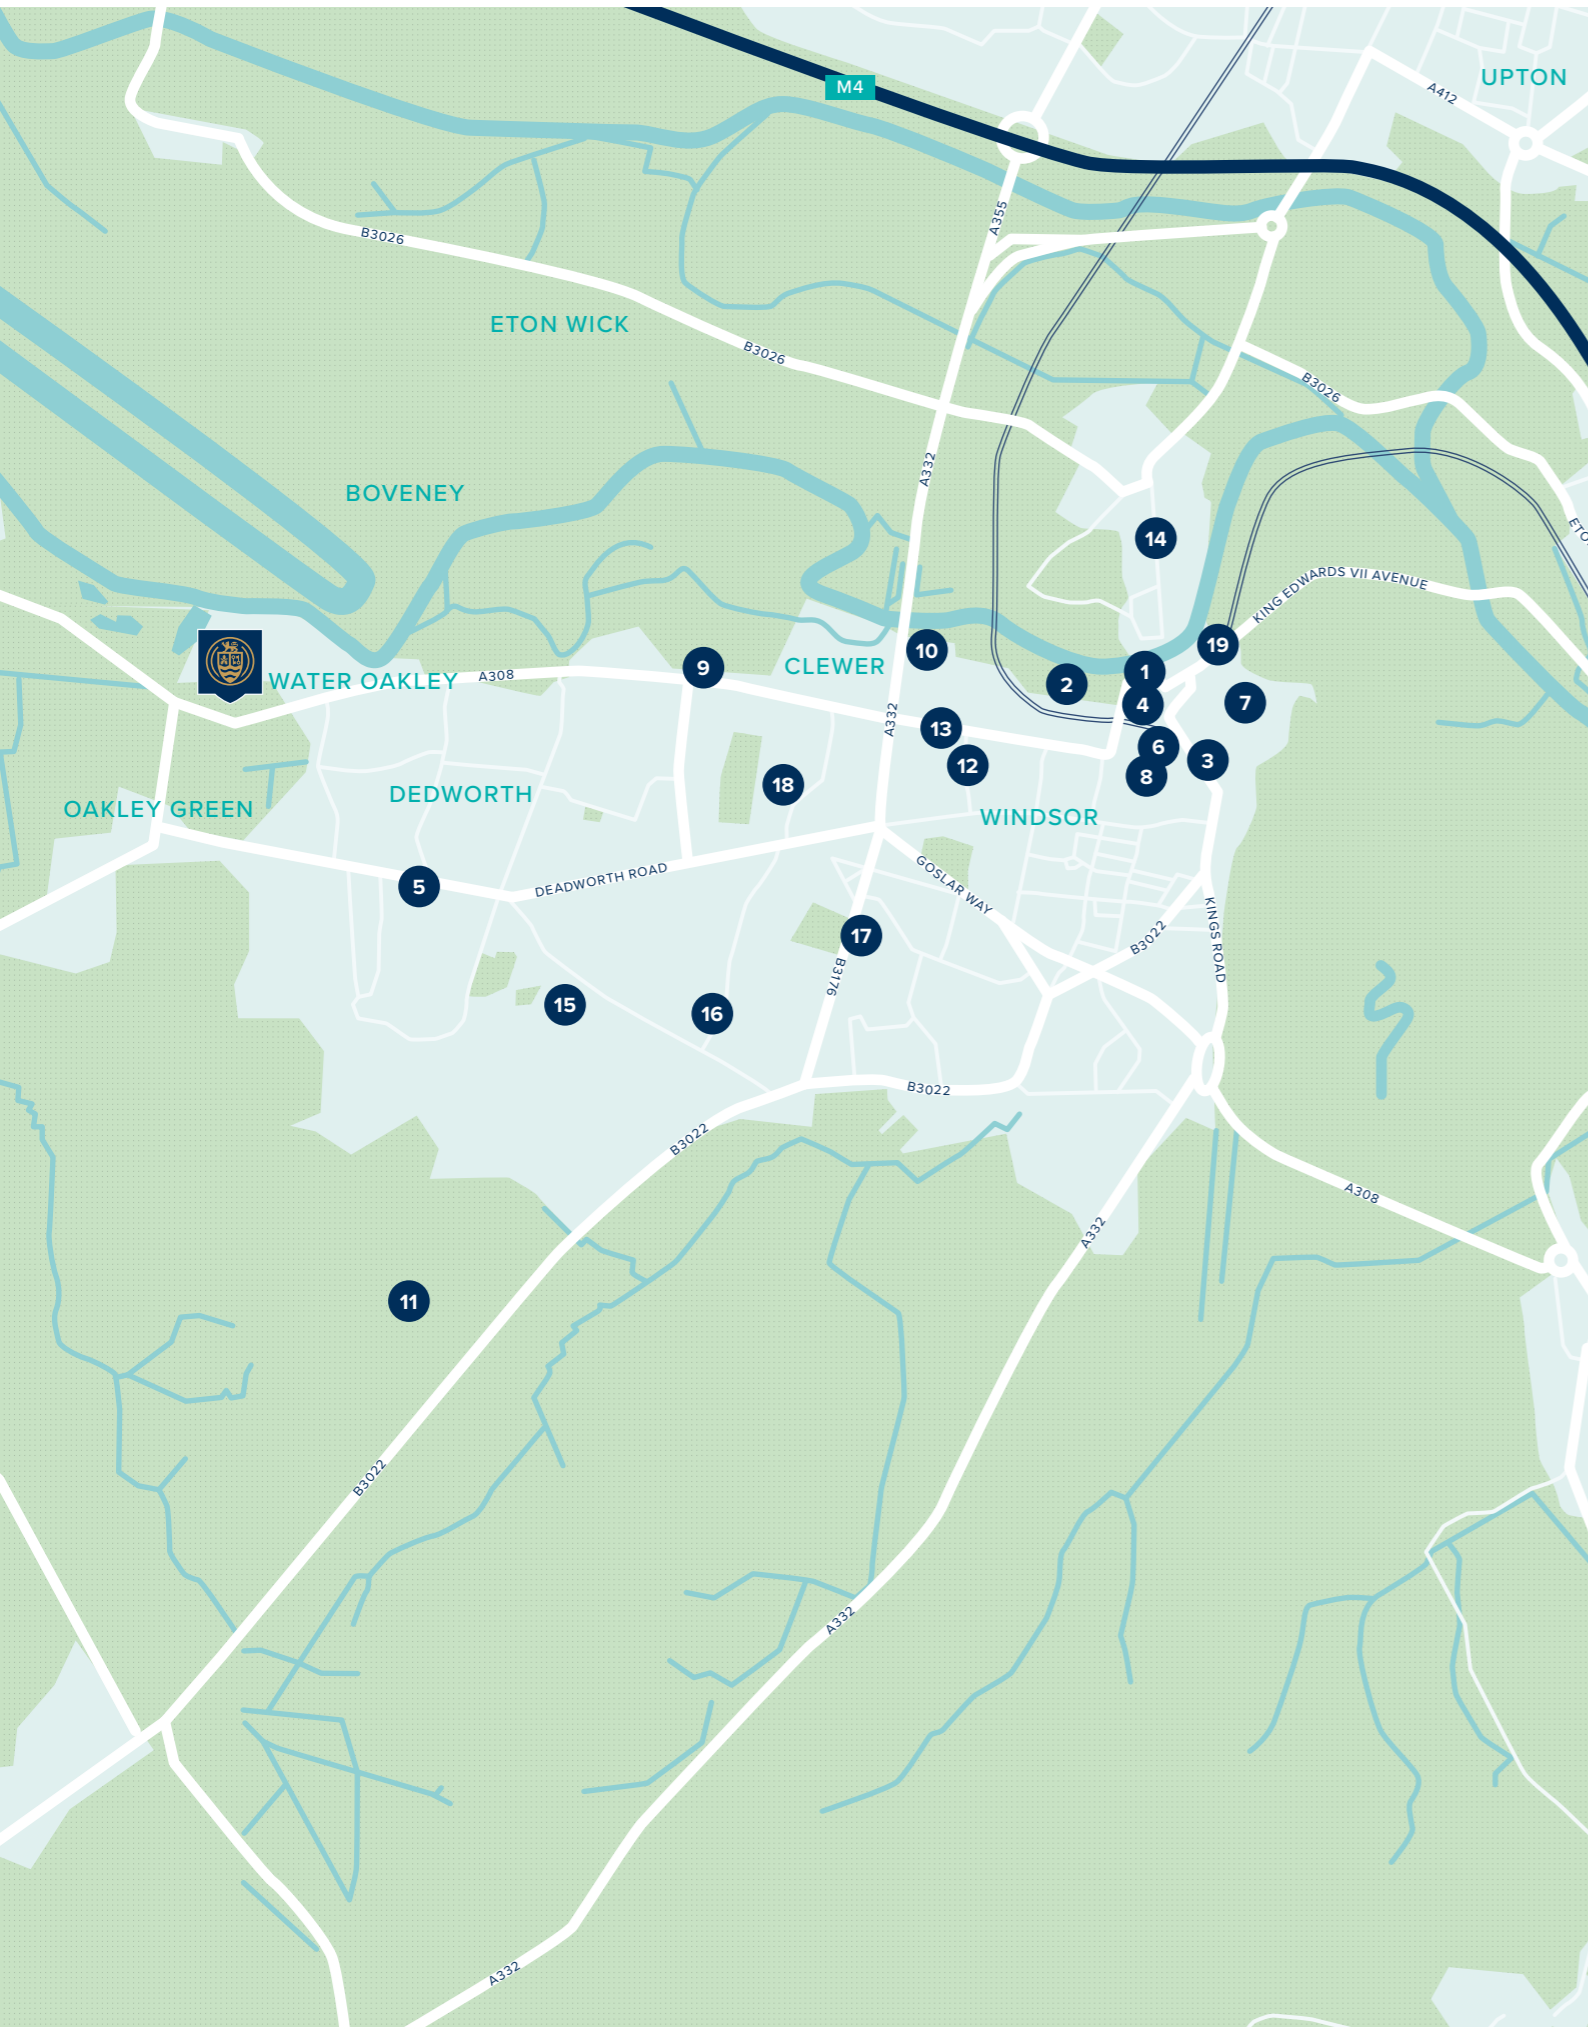 M4
UPTON
A412
A355
B3026
ETON WICK
B3026
B3026
A332
BOVENEY
14
KING EDWARDS VII AVENUE
19
10
9
CLEWER
1
2
WATER OAKLEY
A308
4
7
A332
13
6
3
12
8
18
DEDWORTH
OAKLEY GREEN
WINDSOR
5
DEADWORTH ROAD
GOSLAR WAY
17
B3022
KINGS ROAD
B3176
15
16
B3022
B3022
A308
A332
11
B3022
A332
A332